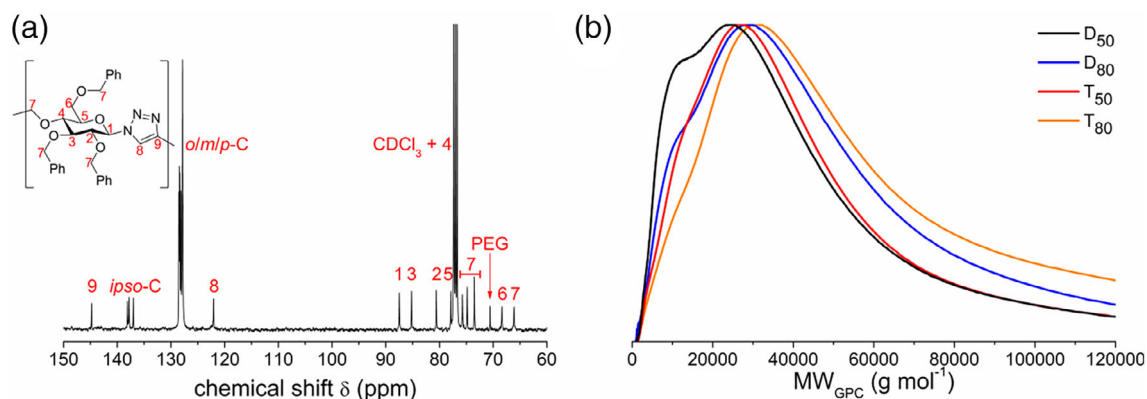 (a)
Ph
7
O
6
O
7
7
4
5
O
N=N
O
1
N
3
2
8
9
O
O
7
7
Ph
Ph
o/m/p-C
CDCl₃ + 4
PEG
7
9 ipso-C 8 1 3 2 5 6 7
150 140 130 120 110 100 90 80 70 60
chemical shift δ (ppm)
(b)
D₅₀
D₈₀
T₅₀
T₈₀
0 20000 40000 60000 80000 100000 120000
MW_GPC (g mol⁻¹)